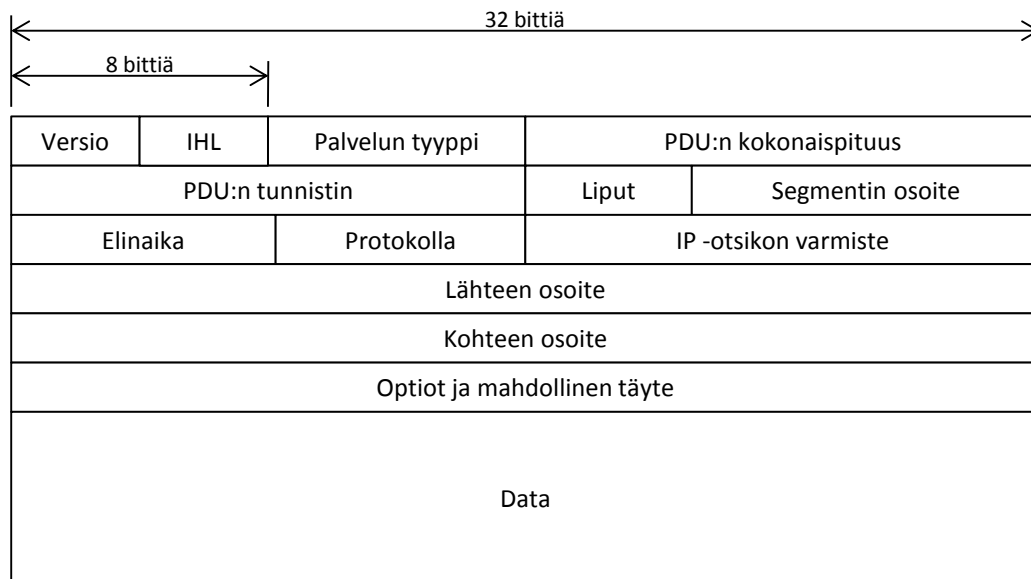 32 bittiä
8 bittiä
Versio IHL Palvelun tyyppi PDU:n kokonaispituus
PDU:n tunnistin Liput Segmentin osoite
Elinaika Protokolla IP -otsikon varmiste
Lähteen osoite
Kohteen osoite
Optiot ja mahdollinen täyte
Data